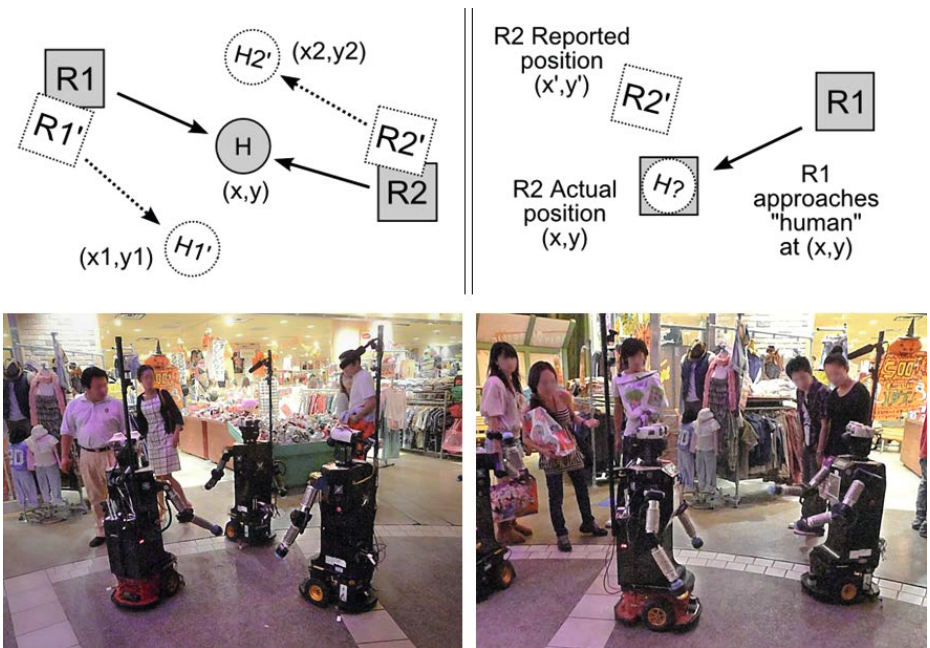 R1
R1'
H2'
(x2,y2)
H
(x,y)
R2'
R2
(x1,y1)
H1'
R2 Reported
position
(x',y')
R2'
R1
H?
R2 Actual
position
(x,y)
R1
approaches
"human"
at (x,y)